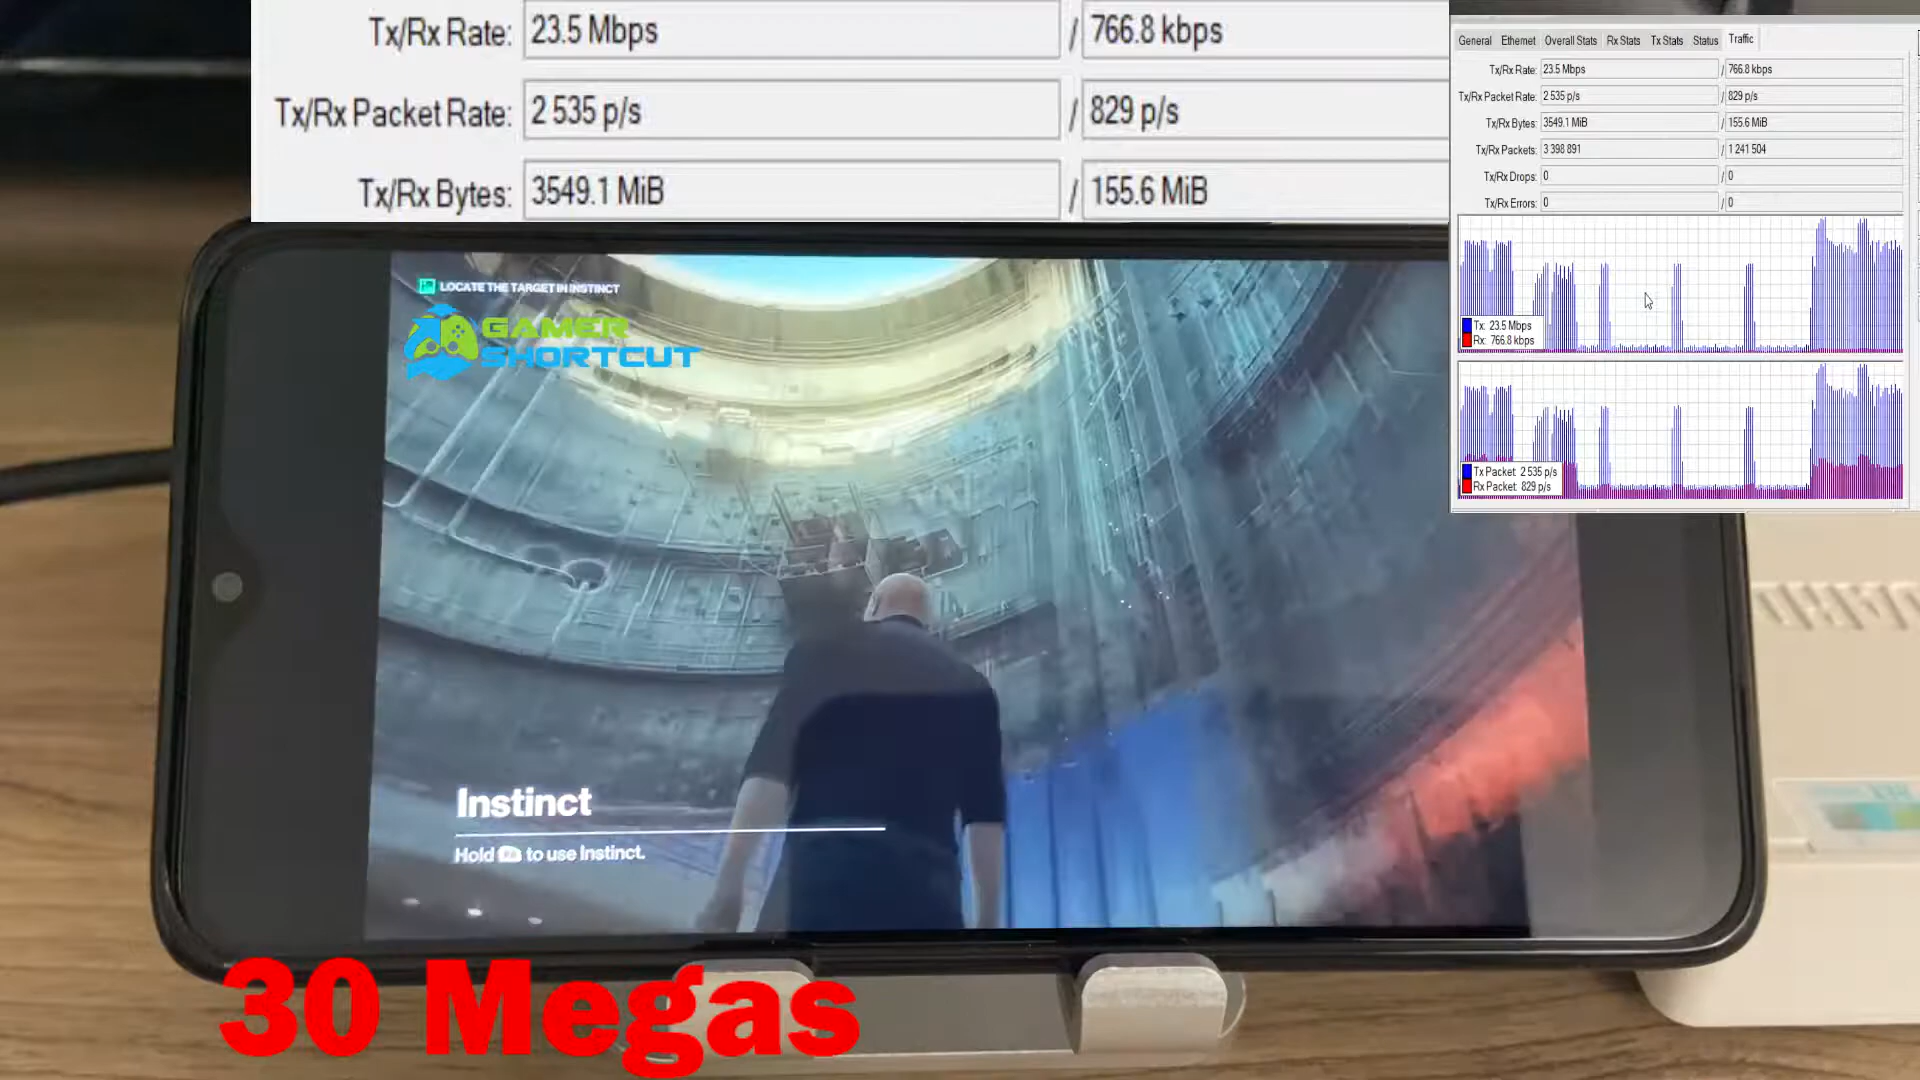 Tx/Rx Rate: 23.5 Mbps / 766.8 kbps
Tx/Rx Packet Rate: 2 535 p/s / 829 p/s
Tx/Rx Bytes: 3549.1 MiB / 155.6 MiB
General Ethernet Overall Stats Rx Stats Tx Stats Status Traffic
Tx/Rx Rate: 23.5 Mbps / 766.8 kbps
Tx/Rx Packet Rate: 2 535 p/s / 829 p/s
Tx/Rx Bytes: 3549.1 MiB / 155.6 MiB
Tx/Rx Packets: 3 398 891 / 1 241 504
Tx/Rx Drops: 0 / 0
Tx/Rx Errors: 0 / 0
Tx: 23.5 Mbps
Rx: 766.8 kbps
Tx Packet: 2 535 p/s
Rx Packet: 829 p/s
LOCATE THE TARGET IN INSTINCT
GAMER
SHORTCUT
Instinct
Hold to use Instinct.
30 Megas